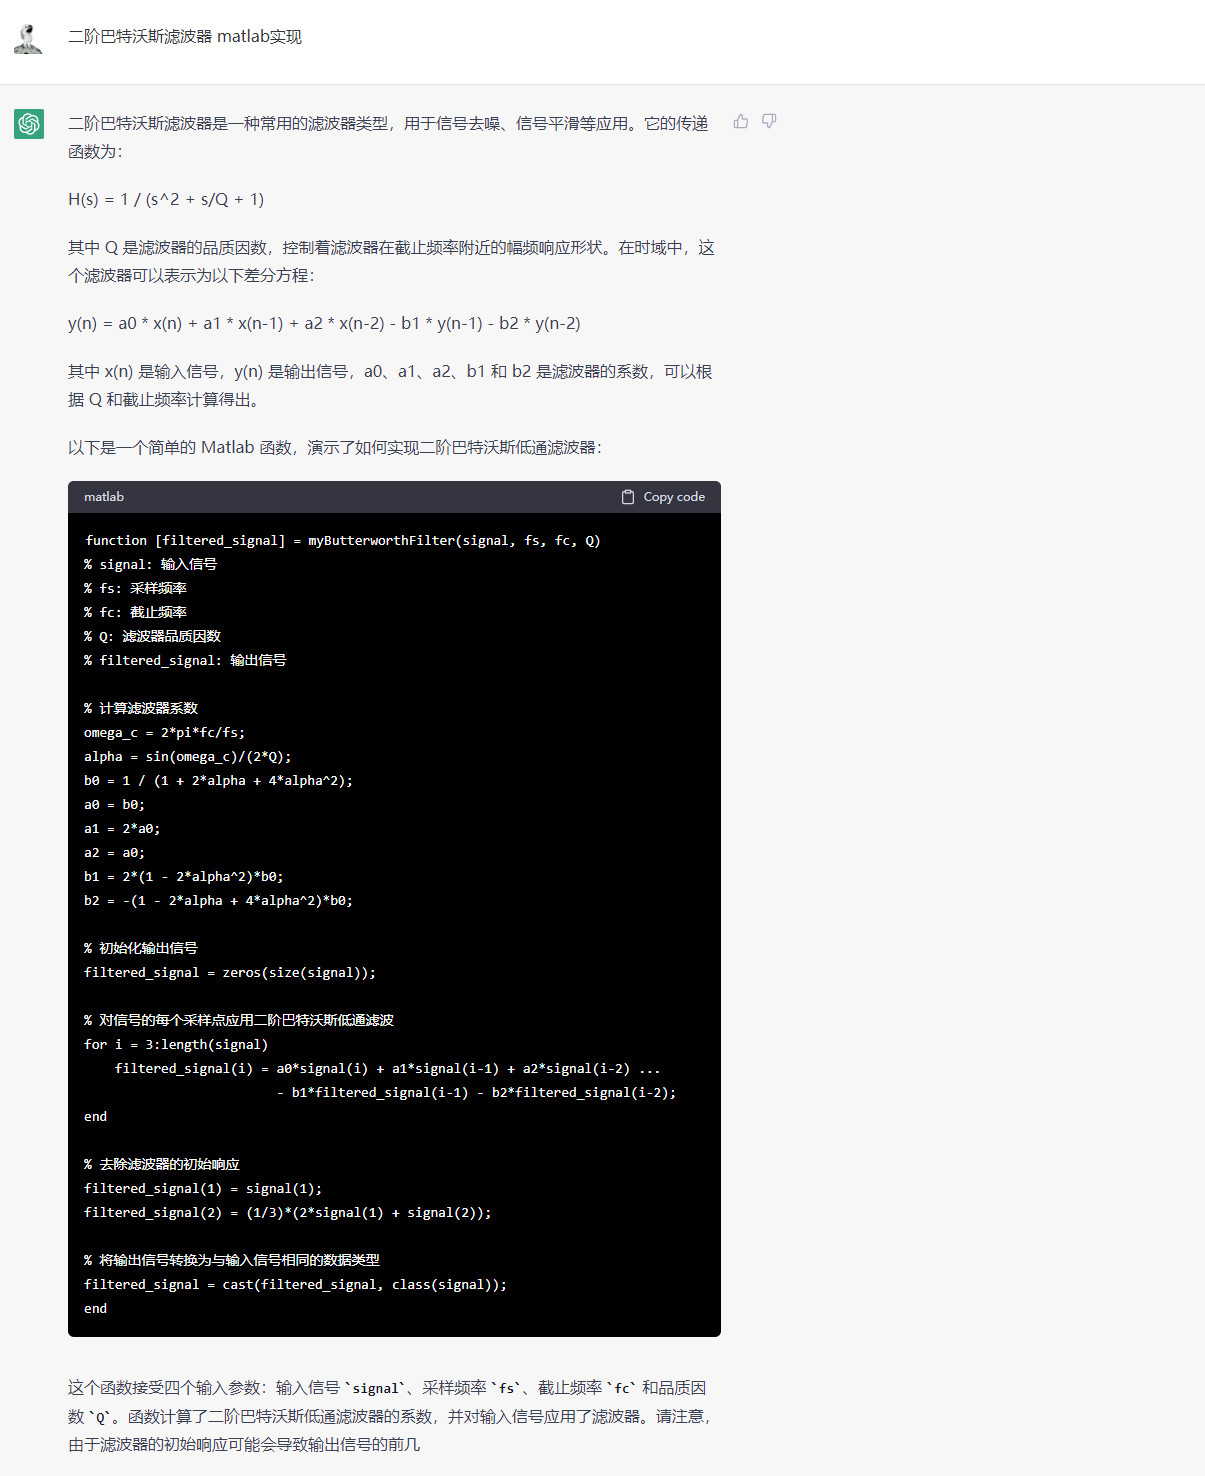 二阶巴特沃斯滤波器 matlab实现
二阶巴特沃斯滤波器是一种常用的滤波器类型，用于信号去噪、信号平滑等应用。它的传递
函数为：
H(s) = 1 / (s^2 + s/Q + 1)
其中 Q 是滤波器的品质因数，控制着滤波器在截止频率附近的幅频响应形状。在时域中，这
个滤波器可以表示为以下差分方程：
y(n) = a0 * x(n) + a1 * x(n-1) + a2 * x(n-2) - b1 * y(n-1) - b2 * y(n-2)
其中 x(n) 是输入信号，y(n) 是输出信号，a0、a1、a2、b1 和 b2 是滤波器的系数，可以根
据 Q 和截止频率计算得出。
以下是一个简单的 Matlab 函数，演示了如何实现二阶巴特沃斯低通滤波器：
matlab Copy code
function [filtered_signal] = myButterworthFilter(signal, fs, fc, Q)
% signal: 输入信号
% fs: 采样频率
% fc: 截止频率
% Q: 滤波器品质因数
% filtered_signal: 输出信号
% 计算滤波器系数
omega_c = 2*pi*fc/fs;
alpha = sin(omega_c)/(2*Q);
b0 = 1 / (1 + 2*alpha + 4*alpha^2);
a0 = b0;
a1 = 2*a0;
a2 = a0;
b1 = 2*(1 - 2*alpha^2)*b0;
b2 = -(1 - 2*alpha + 4*alpha^2)*b0;
% 初始化输出信号
filtered_signal = zeros(size(signal));
% 对信号的每个采样点应用二阶巴特沃斯低通滤波
for i = 3:length(signal)
    filtered_signal(i) = a0*signal(i) + a1*signal(i-1) + a2*signal(i-2) ...
                         - b1*filtered_signal(i-1) - b2*filtered_signal(i-2);
end
% 去除滤波器的初始响应
filtered_signal(1) = signal(1);
filtered_signal(2) = (1/3)*(2*signal(1) + signal(2));
% 将输出信号转换为与输入信号相同的数据类型
filtered_signal = cast(filtered_signal, class(signal));
end
这个函数接受四个输入参数：输入信号 `signal`、采样频率 `fs`、截止频率 `fc` 和品质因
数 `Q`。函数计算了二阶巴特沃斯低通滤波器的系数，并对输入信号应用了滤波器。请注意，
由于滤波器的初始响应可能会导致输出信号的前几